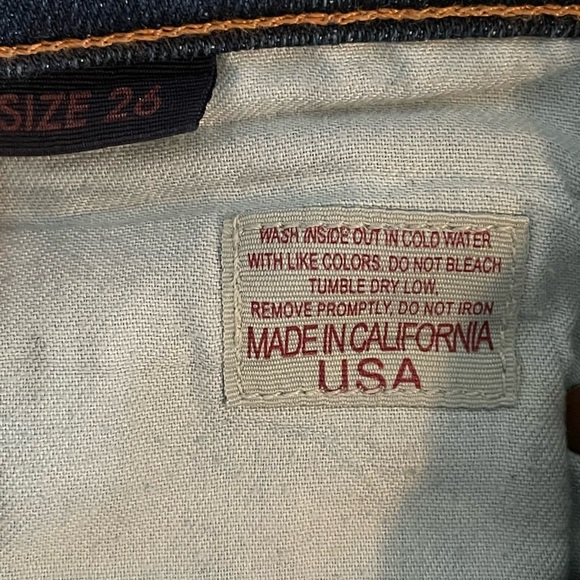 SIZE 26
WASH INSIDE OUT IN COLD WATER
WITH LIKE COLORS. DO NOT BLEACH
TUMBLE DRY LOW.
REMOVE PROMPTLY. DO NOT IRON
MADE IN CALIFORNIA
USA